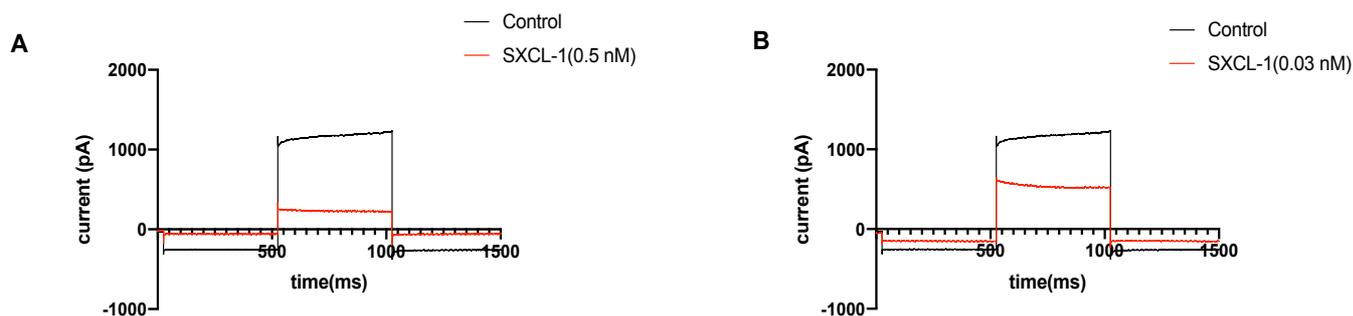 A
Control
SXCL-1(0.5 nM)
2000
1000
0
-1000
current (pA)
500
1000
1500
time(ms)
B
Control
SXCL-1(0.03 nM)
2000
1000
0
-1000
current (pA)
500
1000
1500
time(ms)